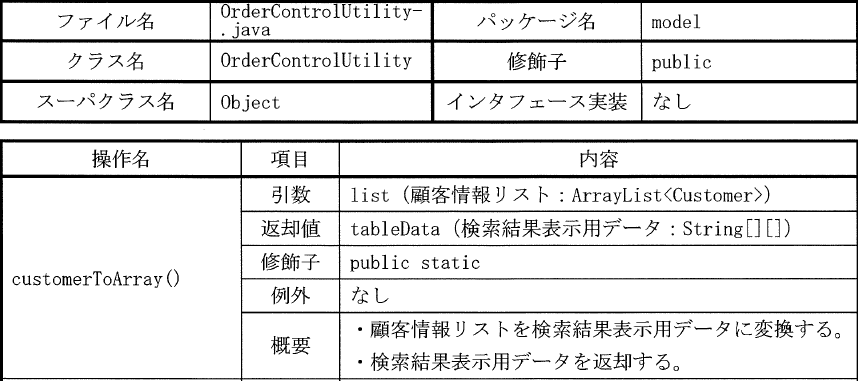 ファイル名 OrderControlUtility-.java パッケージ名 model
クラス名 OrderControlUtility 修飾子 public
スーパクラス名 Object インタフェース実装 なし
操作名 項目 内容
customerToArray()
引数 list（顧客情報リスト：ArrayList<Customer>）
返却値 tableData（検索結果表示用データ：String[][]）
修飾子 public static
例外 なし
概要 ・顧客情報リストを検索結果表示用データに変換する。
・検索結果表示用データを返却する。